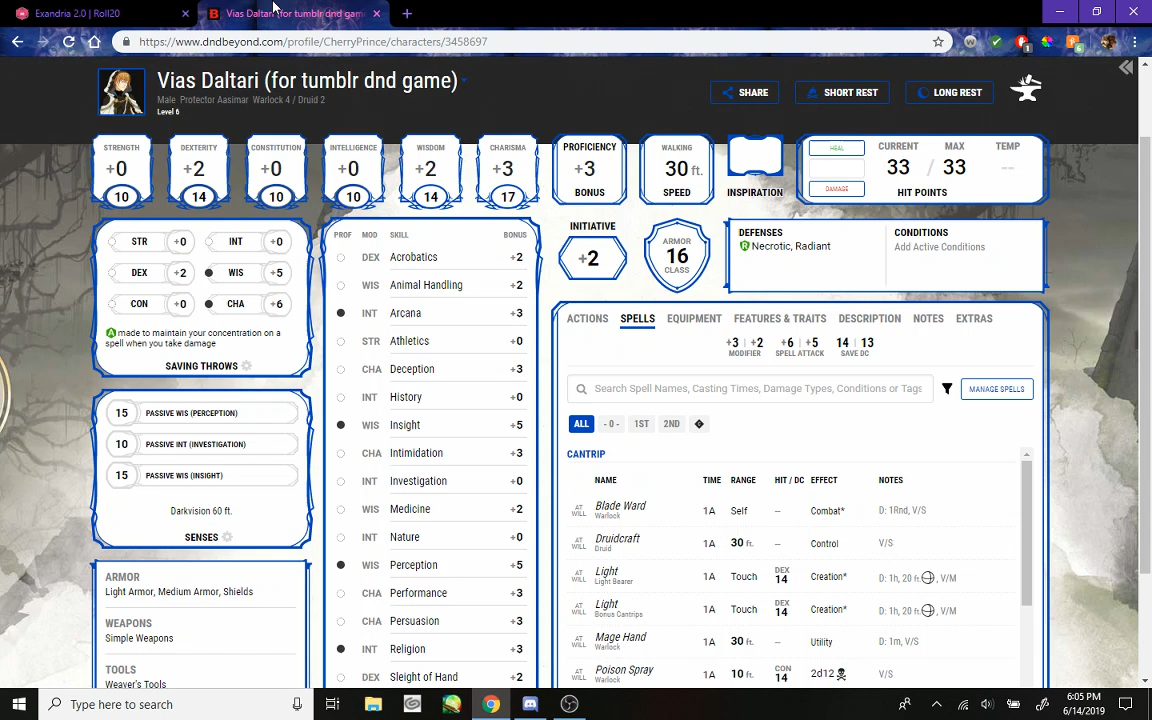 Exandria 2.0 | Roll20
Vias Daltari (for tumblr dnd gam
https://www.dndbeyond.com/profile/CherryPrince/characters/3458697
Vias Daltari (for tumblr dnd game)
Male Protector Aasimar Warlock 4 / Druid 2
Level 6
SHARE
SHORT REST
LONG REST
STRENGTH
+0
10
DEXTERITY
+2
14
CONSTITUTION
+0
10
INTELLIGENCE
+0
10
WISDOM
+2
14
CHARISMA
+3
17
PROFICIENCY
+3
BONUS
WALKING
30 ft.
SPEED
INSPIRATION
HEAL
DAMAGE
CURRENT MAX TEMP
33 / 33 --
HIT POINTS
STR +0 INT +0
DEX +2 WIS +5
CON +0 CHA +6
A made to maintain your concentration on a
spell when you take damage
SAVING THROWS
15 PASSIVE WIS (PERCEPTION)
10 PASSIVE INT (INVESTIGATION)
15 PASSIVE WIS (INSIGHT)
Darkvision 60 ft.
SENSES
ARMOR
Light Armor, Medium Armor, Shields
WEAPONS
Simple Weapons
TOOLS
Weaver's Tools
PROF MOD SKILL BONUS
DEX Acrobatics +2
WIS Animal Handling +2
INT Arcana +3
STR Athletics +0
CHA Deception +3
INT History +0
WIS Insight +5
CHA Intimidation +3
INT Investigation +0
WIS Medicine +2
INT Nature +0
WIS Perception +5
CHA Performance +3
CHA Persuasion +3
INT Religion +3
DEX Sleight of Hand +2
INITIATIVE
+2
ARMOR
16
CLASS
DEFENSES
R Necrotic, Radiant
CONDITIONS
Add Active Conditions
ACTIONS SPELLS EQUIPMENT FEATURES & TRAITS DESCRIPTION NOTES EXTRAS
+3 | +2 +6 | +5 14 | 13
MODIFIER SPELL ATTACK SAVE DC
Search Spell Names, Casting Times, Damage Types, Conditions or Tags
MANAGE SPELLS
ALL - 0 - 1ST 2ND
CANTRIP
NAME TIME RANGE HIT / DC EFFECT NOTES
AT WILL Blade Ward 1A Self -- Combat* D: 1Rnd, V/S
Warlock
AT WILL Druidcraft 1A 30 ft. -- Control V/S
Druid
AT WILL Light 1A Touch DEX 14 Creation* D: 1h, 20 ft. , V/M
Light Bearer
AT WILL Light 1A Touch DEX 14 Creation* D: 1h, 20 ft. , V/M
Bonus Cantrips
AT WILL Mage Hand 1A 30 ft. -- Utility D: 1m, V/S
Warlock
AT WILL Poison Spray 1A 10 ft. CON 14 2d12 V/S
Warlock
Type here to search
6:05 PM
6/14/2019